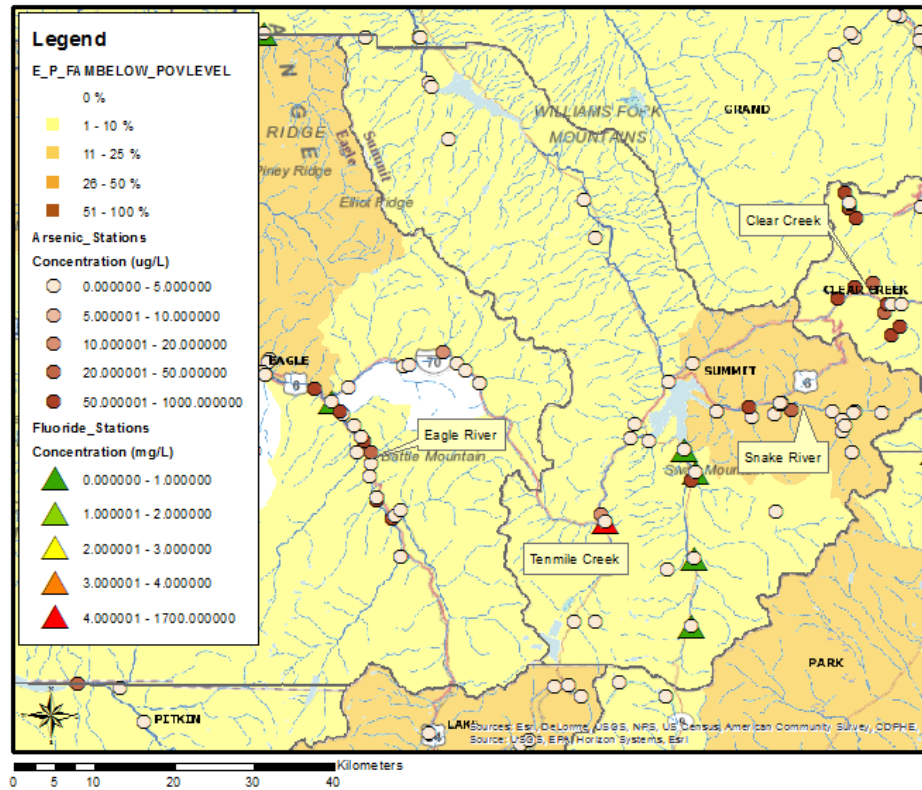 Legend
E_P_FAMBELOW_POVLEVEL
0 %
1 - 10 %
11 - 25 %
26 - 50 %
51 - 100 %
Arsenic_Stations
Concentration (ug/L)
0.000000 - 5.000000
5.000001 - 10.000000
10.000001 - 20.000000
20.000001 - 50.000000
50.000001 - 1000.000000
Fluoride_Stations
Concentration (mg/L)
0.000000 - 1.000000
1.000001 - 2.000000
2.000001 - 3.000000
3.000001 - 4.000000
4.000001 - 1700.000000
A
N
G
E
RIDGE
Piney Ridge
Eagle
Summit
Elliot Ridge
WILLIAMS FORK
MOUNTAINS
GRAND
Clear Creek
CLEAR CREEK
EAGLE
6
70
SUMMIT
6
Eagle River
Battle Mountain
Snake River
Tenmile Creek
PARK
PITKIN
LAKE
9
Sources: Esri, DeLorme, USGS, NPS, US Census, American Community Survey, CDPHE,
Source: USGS, EPA, Horizon Systems, Esri
Kilometers
0 5 10 20 30 40